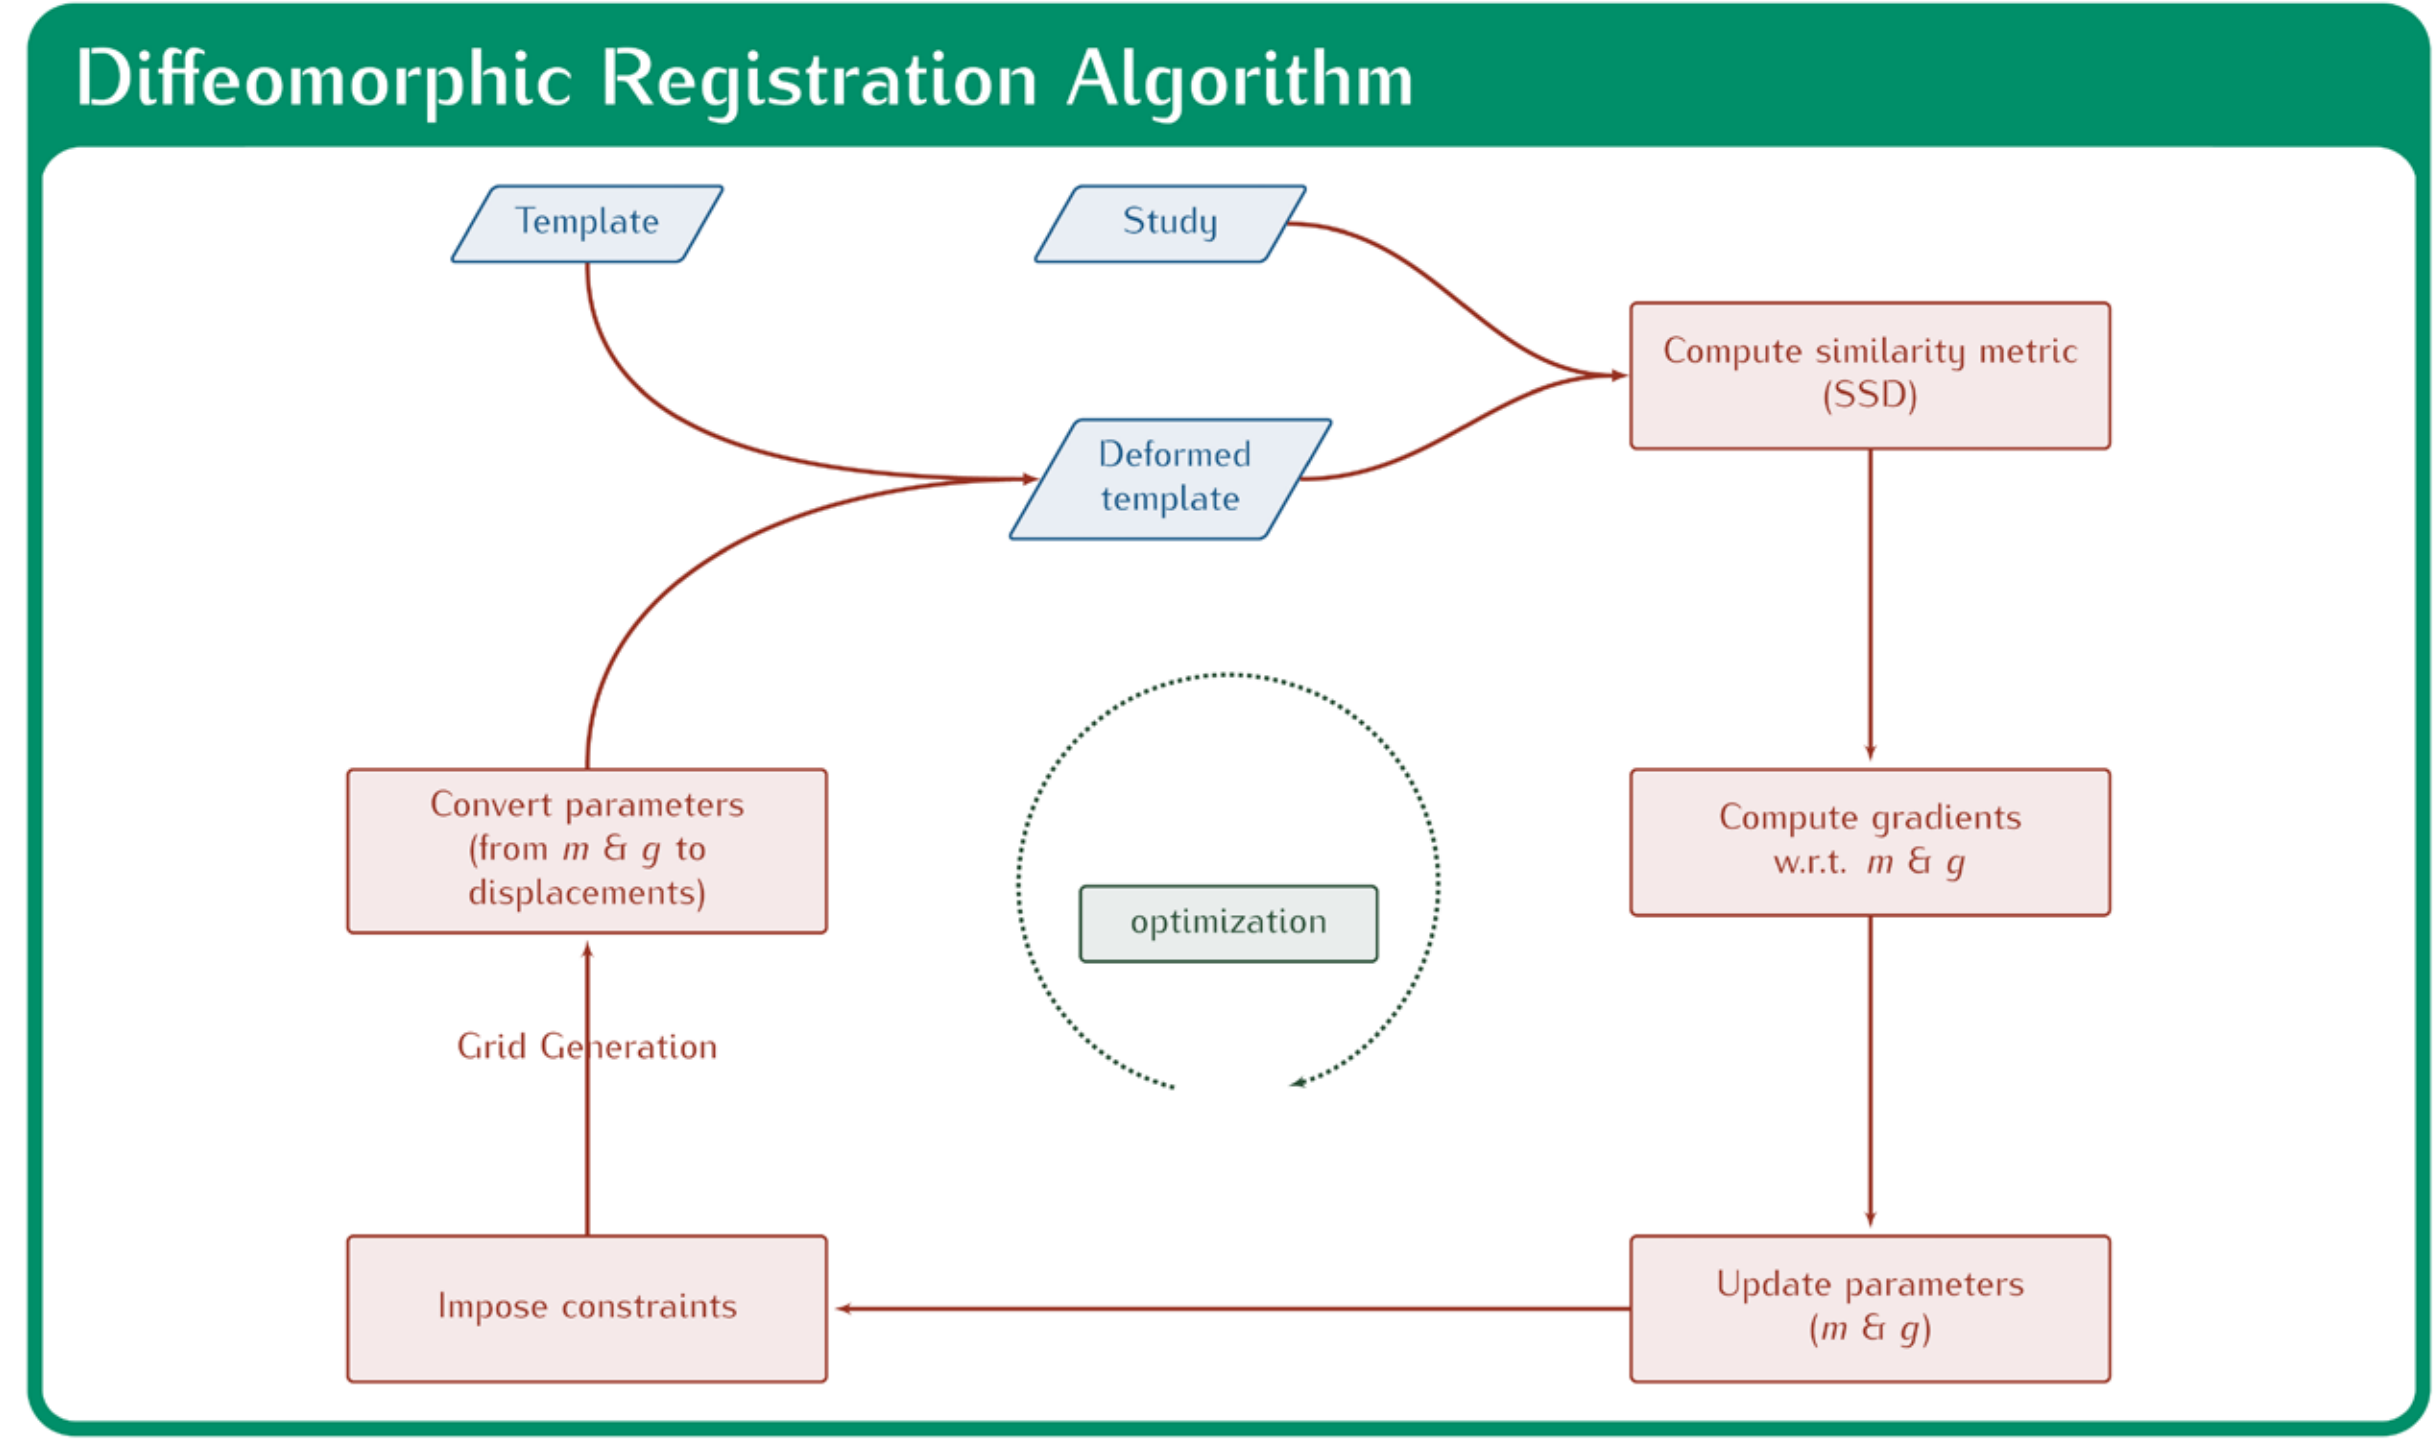 Diffeomorphic Registration Algorithm
Template
Study
Compute similarity metric
(SSD)
Deformed
template
Convert parameters
(from m & g to
displacements)
Compute gradients
w.r.t. m & g
optimization
Grid Generation
Impose constraints
Update parameters
(m & g)